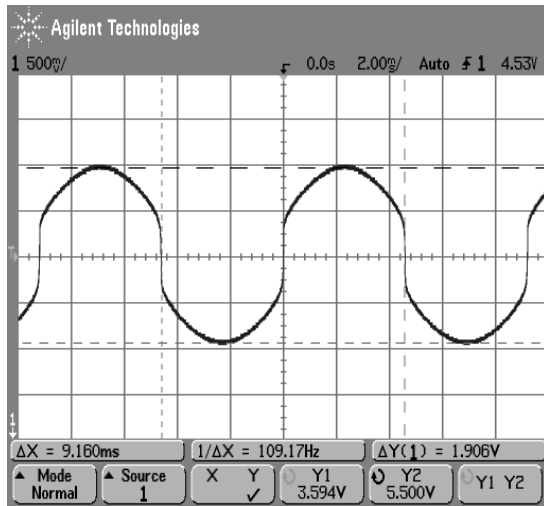 Agilent Technologies
1 500mV/ 0.0s 2.00ms/ Auto 1 4.53V
T
1
ΔX = 9.160ms 1/ΔX = 109.17Hz ΔY(1) = 1.906V
Mode Source X Y Y1 Y2 Y1 Y2
Normal 1 ✓ 3.594V 5.500V